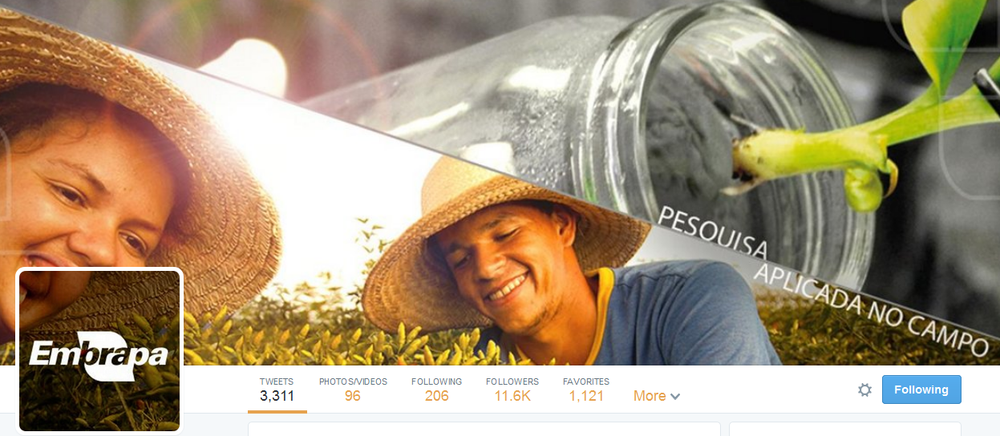 PESQUISA
APLICADA NO CAMPO
Embrapa
TWEETS PHOTOS/VIDEOS FOLLOWING FOLLOWERS FAVORITES
3,311 96 206 11.6K 1,121 More Following